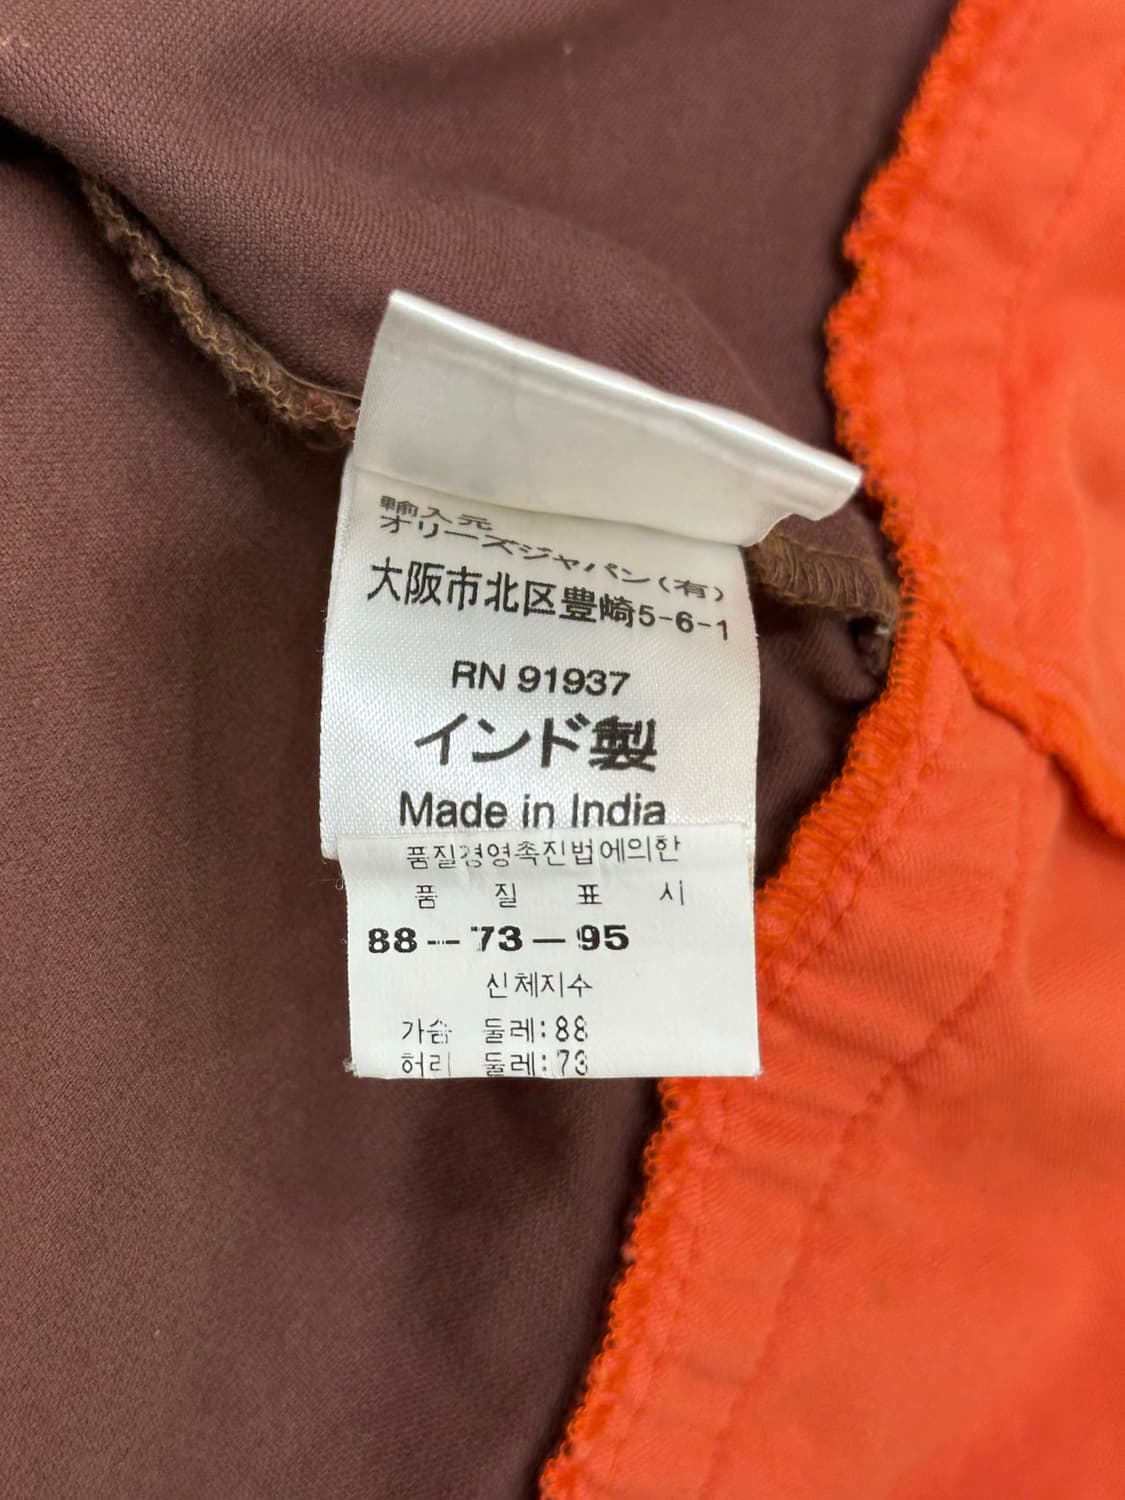 輸入元
オリーズジャパン(有)
大阪市北区豊崎5-6-1
RN 91937
インド製
Made in India
품질경영촉진법에의한
품 질 표 시
88-73-95
신체지수
가슴 둘레:88
허리 둘레:73